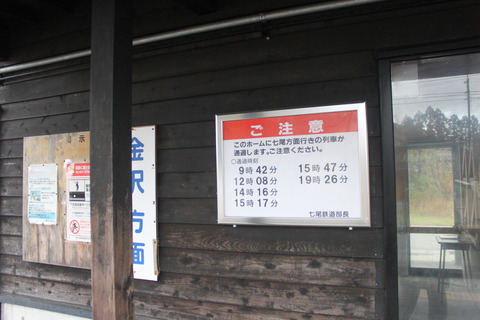 ご注意
このホームに七尾方面行きの列車が
通過します。ご注意ください。
○通過時刻
9時42分 15時47分
12時08分 19時26分
14時16分
15時17分
七尾鉄道部長
金沢方面